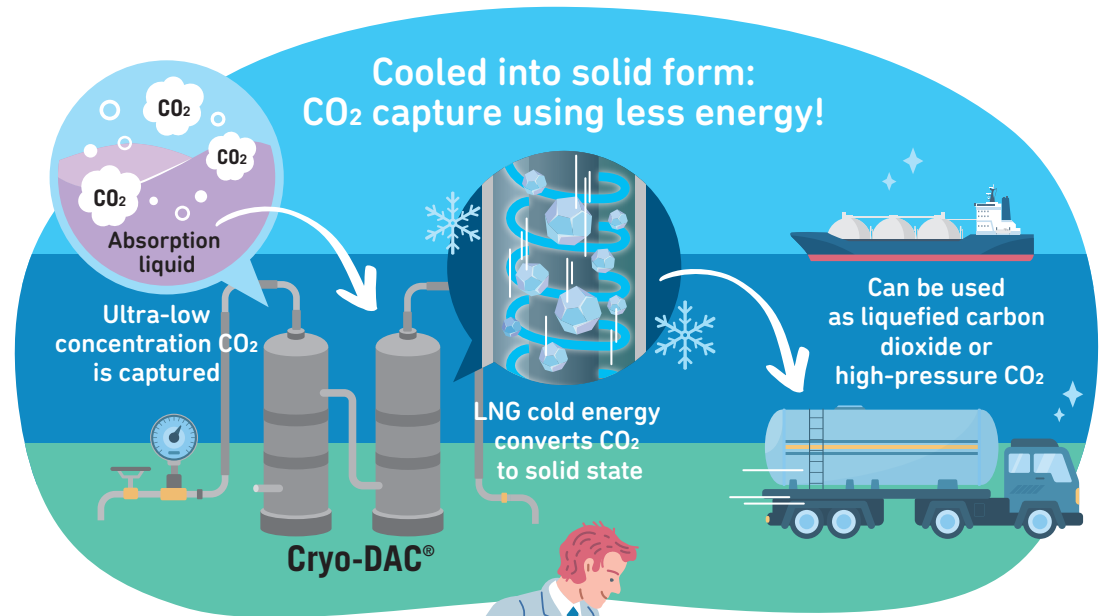 Cooled into solid form:
CO₂ capture using less energy!
CO₂
CO₂
CO₂
Absorption
liquid
Ultra-low
concentration CO₂
is captured
LNG cold energy
converts CO₂
to solid state
Can be used
as liquefied carbon
dioxide or
high-pressure CO₂
Cryo-DAC®